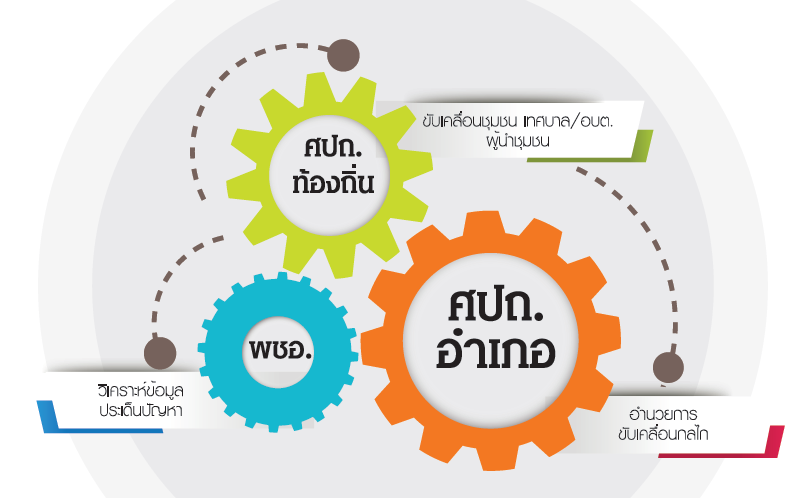 ขับเคลื่อนชุมชน เทศบาล/อบต.
ผู้นำชุมชน
ศปถ.
ท้องถิ่น
ศปถ.
อำเภอ
พชอ.
วิเคราะห์ข้อมูล
ประเด็นปัญหา
อำนวยการ
ขับเคลื่อนกลไก